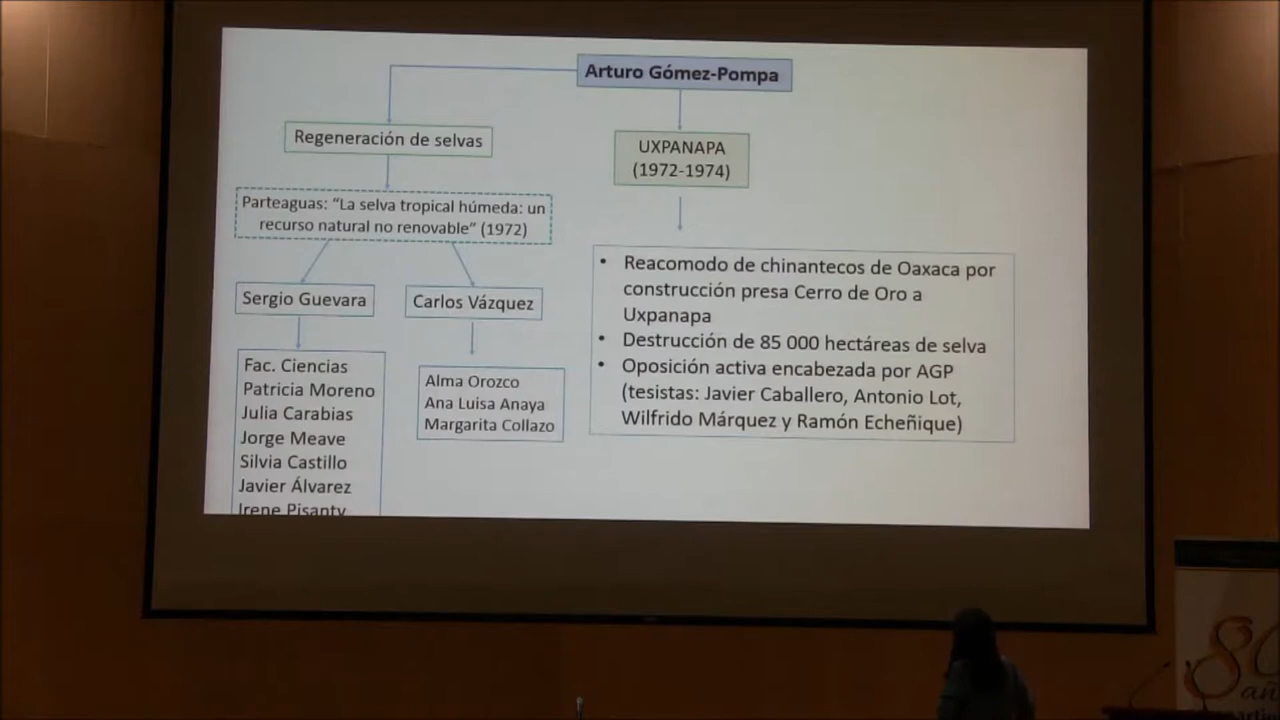 Arturo Gómez-Pompa
Regeneración de selvas
Parteaguas: “La selva tropical húmeda: un
recurso natural no renovable” (1972)
Sergio Guevara
Fac. Ciencias
Patricia Moreno
Julia Carabias
Jorge Meave
Silvia Castillo
Javier Álvarez
Irene Pisanty
Carlos Vázquez
Alma Orozco
Ana Luisa Anaya
Margarita Collazo
UXPANAPA
(1972-1974)
• Reacomodo de chinantecos de Oaxaca por
construcción presa Cerro de Oro a
Uxpanapa
• Destrucción de 85 000 hectáreas de selva
• Oposición activa encabezada por AGP
(tesistas: Javier Caballero, Antonio Lot,
Wilfrido Márquez y Ramón Echeñique)
80